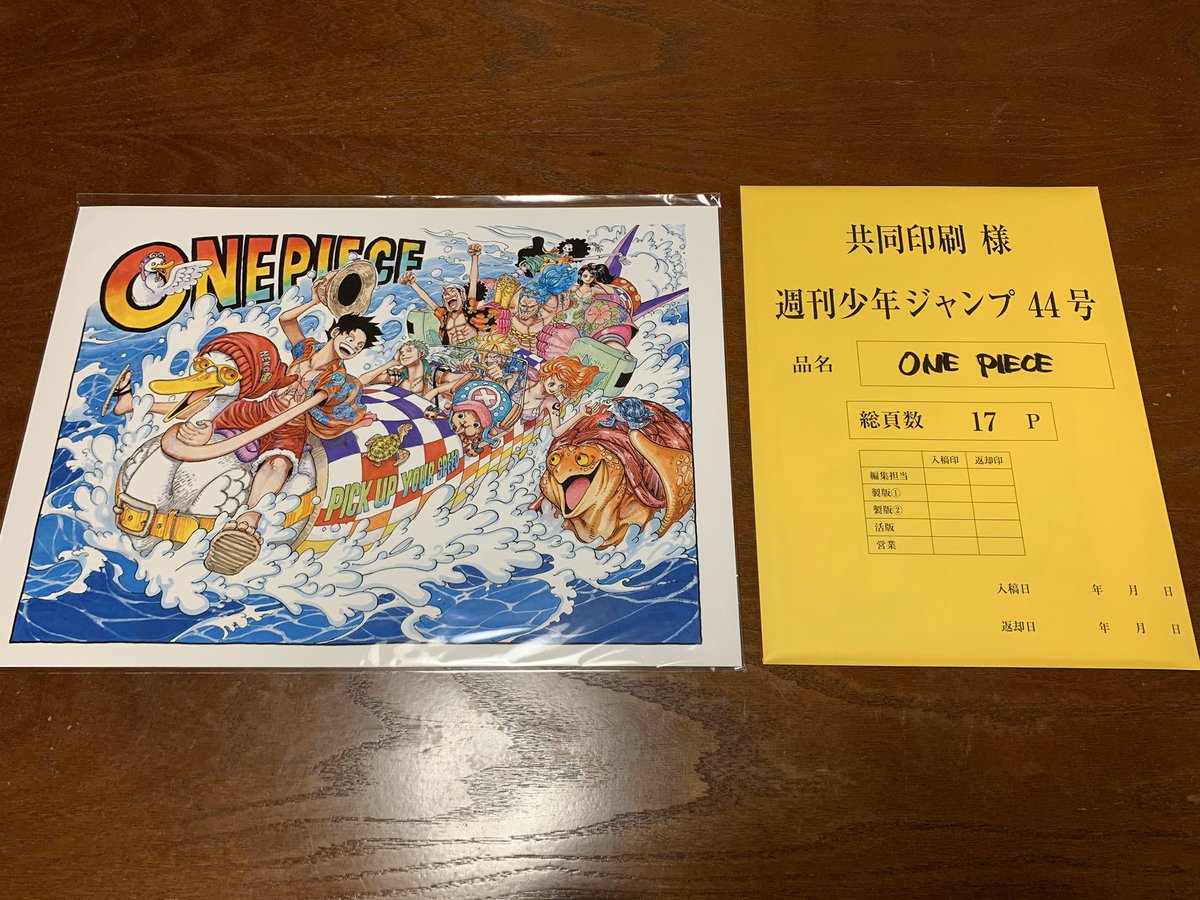 ONE PIECE
PICK UP YOUR SPEED
共同印刷 様
週刊少年ジャンプ 44号
品名 ONE PIECE
総頁数 17 P
入稿印 返却印
編集担当
製版①
製版②
活版
営業
入稿日 年 月 日
返却日 年 月 日